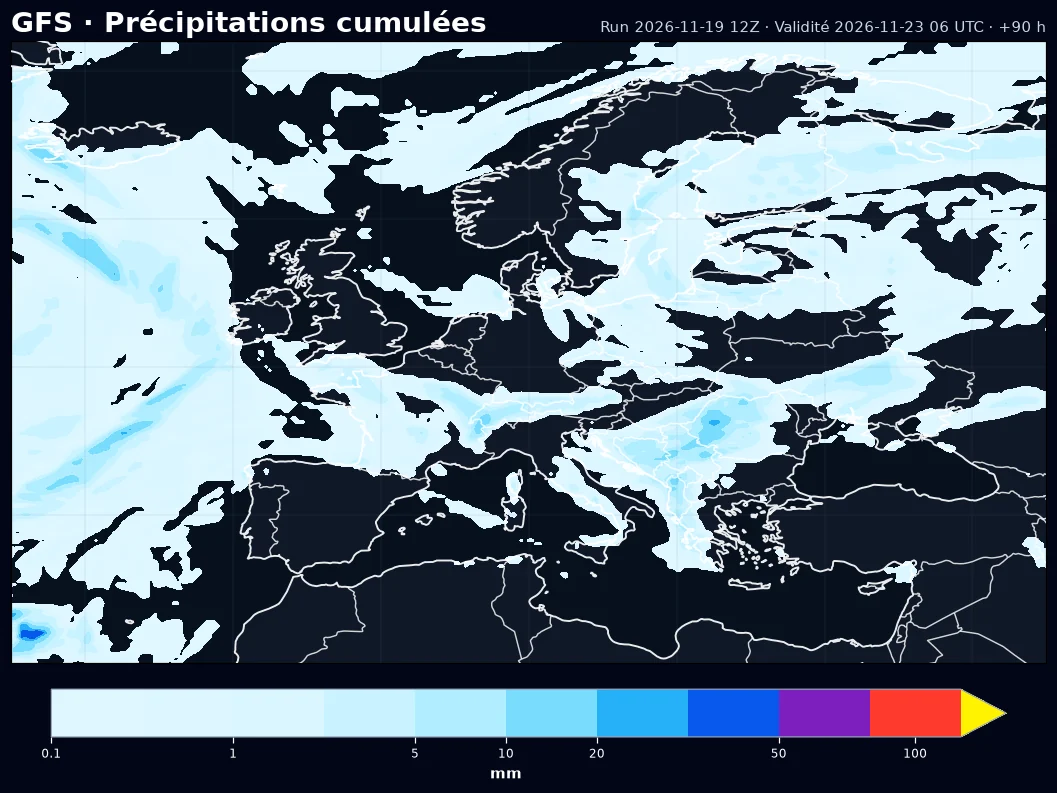 GFS · Précipitations cumulées
Run 2026-11-19 12Z · Validité 2026-11-23 06 UTC · +90 h
0.1 1 5 10 20 50 100
mm